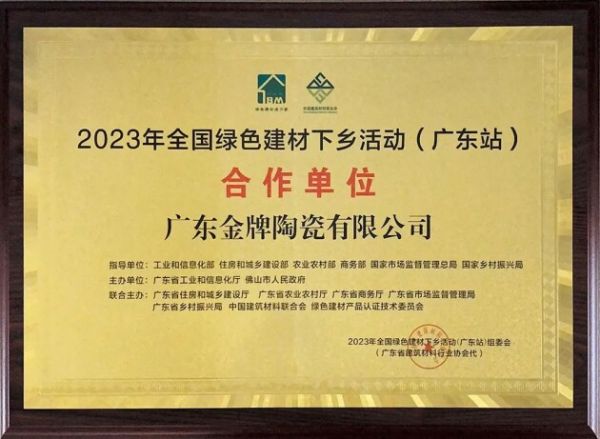 GBM
2023年全国绿色建材下乡活动（广东站）
合作单位
广东金牌陶瓷有限公司
指导单位：工业和信息化部 住房和城乡建设部 农业农村部 商务部 国家市场监督管理总局 国家乡村振兴局
主办单位：广东省工业和信息化厅 佛山市人民政府
联合主办：广东省住房和城乡建设厅 广东省农业农村厅 广东省商务厅 广东省市场监督管理局
广东省乡村振兴局 中国建筑材料联合会 绿色建材产品认证技术委员会
2023年全国绿色建材下乡活动(广东站)组委会
（广东省建筑材料行业协会代）